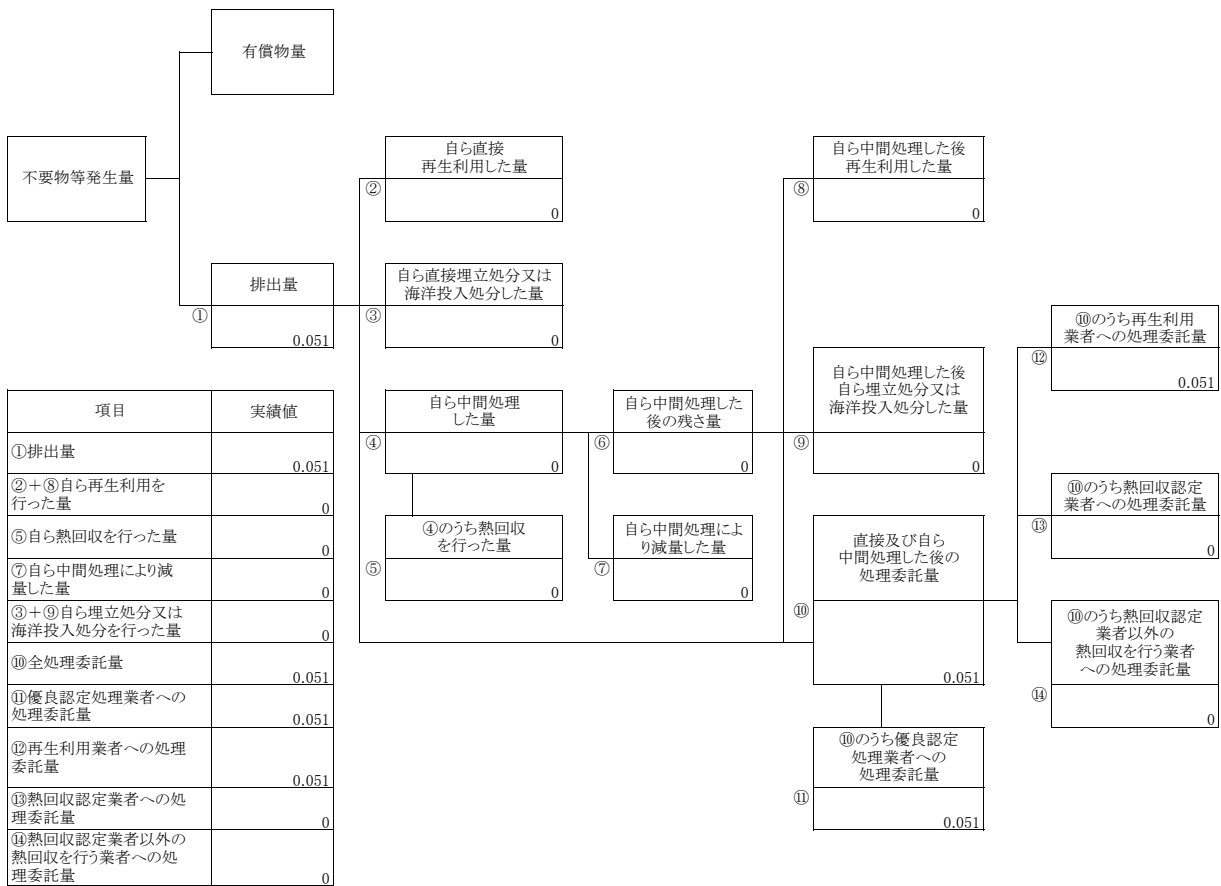 有償物量
不要物等発生量
排出量
①
0.051
自ら直接
再生利用した量
②
0
自ら直接埋立処分又は
海洋投入処分した量
③
0
自ら中間処理
した量
④
0
④のうち熱回収
を行った量
⑤
0
自ら中間処理した
後の残さ量
⑥
0
自ら中間処理によ
り減量した量
⑦
0
自ら中間処理した後
再生利用した量
⑧
0
自ら中間処理した後
自ら埋立処分又は
海洋投入処分した量
⑨
0
直接及び自ら
中間処理した後の
処理委託量
⑩
0.051
⑩のうち優良認定
処理業者への
処理委託量
⑪
0.051
⑩のうち再生利用
業者への処理委託量
⑫
0.051
⑩のうち熱回収認定
業者への処理委託量
⑬
0
⑩のうち熱回収認定
業者以外の
熱回収を行う業者
への処理委託量
⑭
0
項目 実績値
①排出量
0.051
②+⑧自ら再生利用を
行った量
0
⑤自ら熱回収を行った量
0
⑦自ら中間処理により減
量した量
0
③+⑨自ら埋立処分又は
海洋投入処分を行った量
0
⑩全処理委託量
0.051
⑪優良認定処理業者への
処理委託量
0.051
⑫再生利用業者への処理
委託量
0.051
⑬熱回収認定業者への処
理委託量
0
⑭熱回収認定業者以外の
熱回収を行う業者への処
理委託量
0